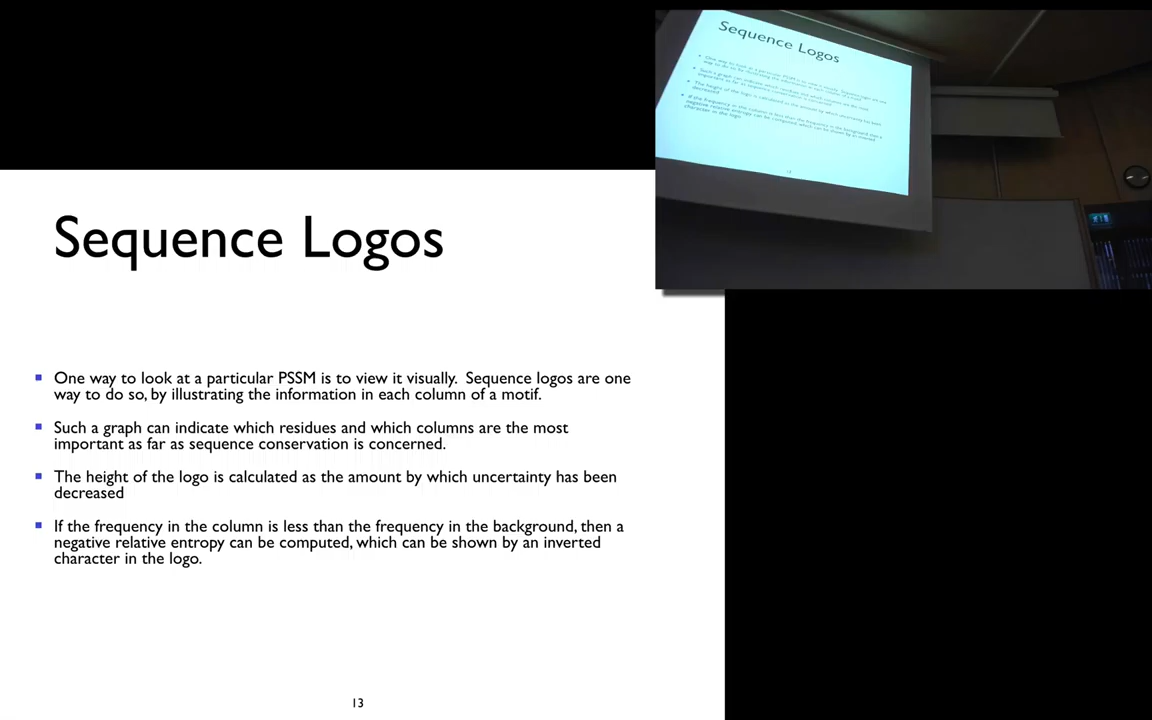 Sequence Logos
One way to look at a particular PSSM is to view it visually. Sequence logos are one
way to do so, by illustrating the information in each column of a motif.
Such a graph can indicate which residues and which columns are the most
important as far as sequence conservation is concerned.
The height of the logo is calculated as the amount by which uncertainty has been
decreased
If the frequency in the column is less than the frequency in the background, then a
negative relative entropy can be computed, which can be shown by an inverted
character in the logo.
13
Sequence Logos